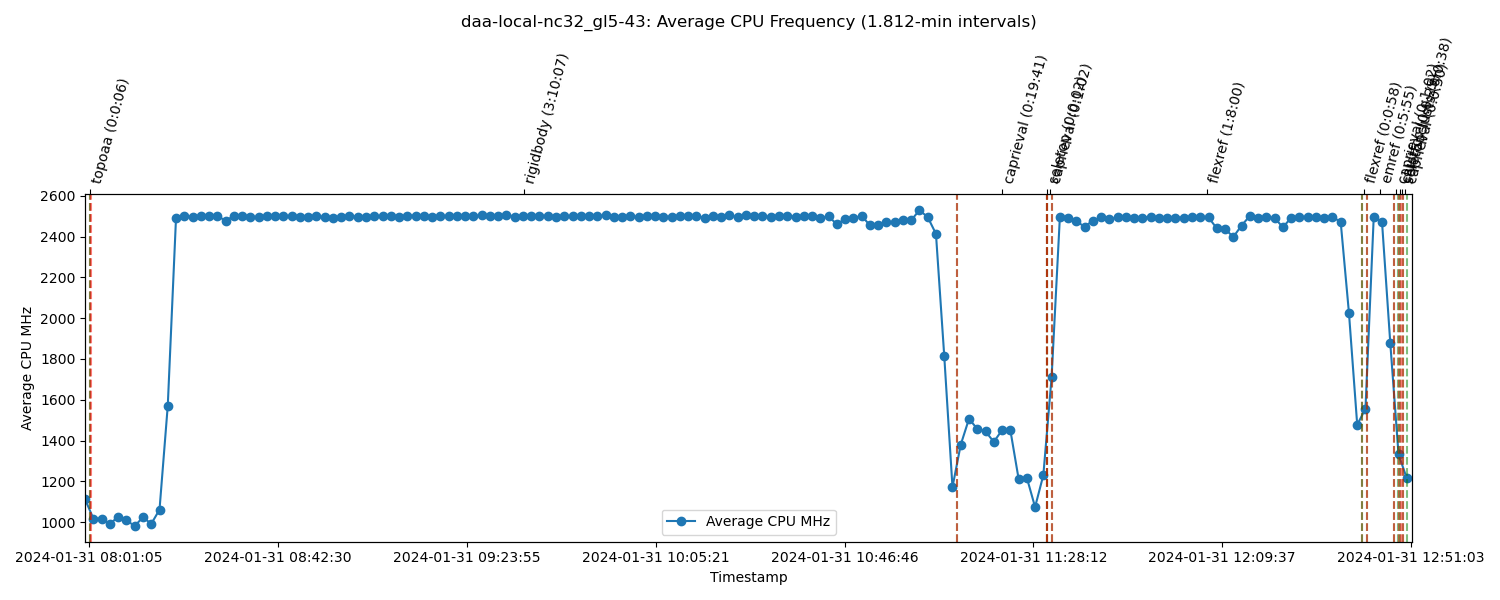 daa-local-nc32_gl5-43: Average CPU Frequency (1.812-min intervals)
topoaa (0:0:06)
rigidbody (3:10:07)
caprieval (0:19:41)
caprieval (0:1:02)
flexref (1:8:00)
flexref (0:0:58)
emref (0:5:55)
2600
2400
2200
2000
1800
1600
1400
1200
1000
Average CPU MHz
Average CPU MHz
2024-01-31 08:01:05
2024-01-31 08:42:30
2024-01-31 09:23:55
2024-01-31 10:05:21
2024-01-31 10:46:46
2024-01-31 11:28:12
2024-01-31 12:09:37
2024-01-31 12:51:03
Timestamp